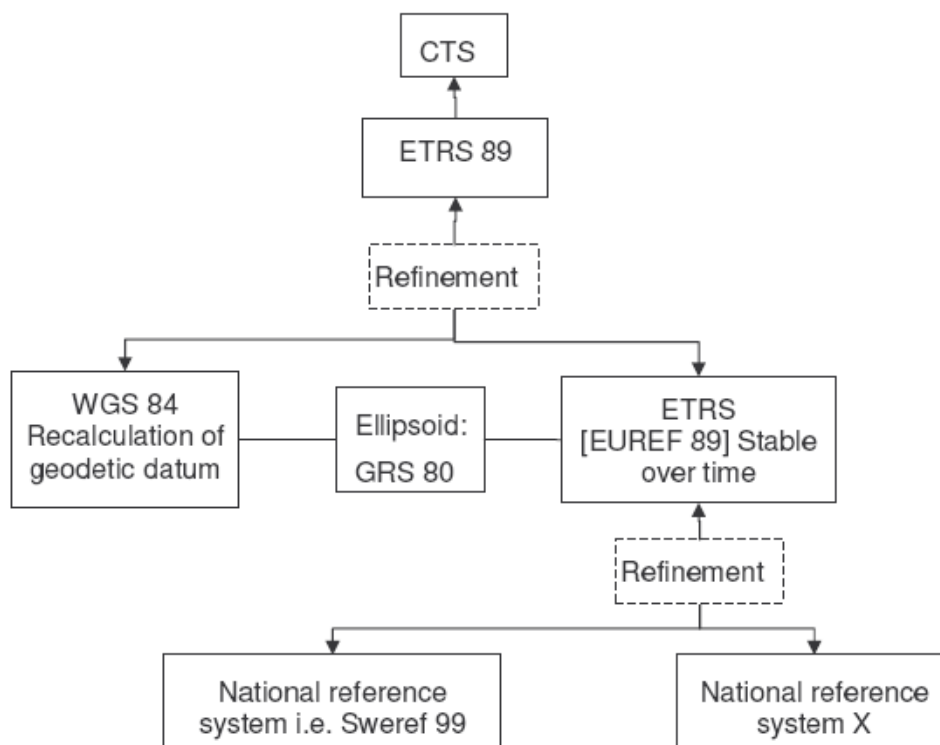 CTS
ETRS 89
Refinement
WGS 84
Recalculation of
geodetic datum
Ellipsoid:
GRS 80
ETRS
[EUREF 89] Stable
over time
Refinement
National reference
system i.e. Sweref 99
National reference
system X